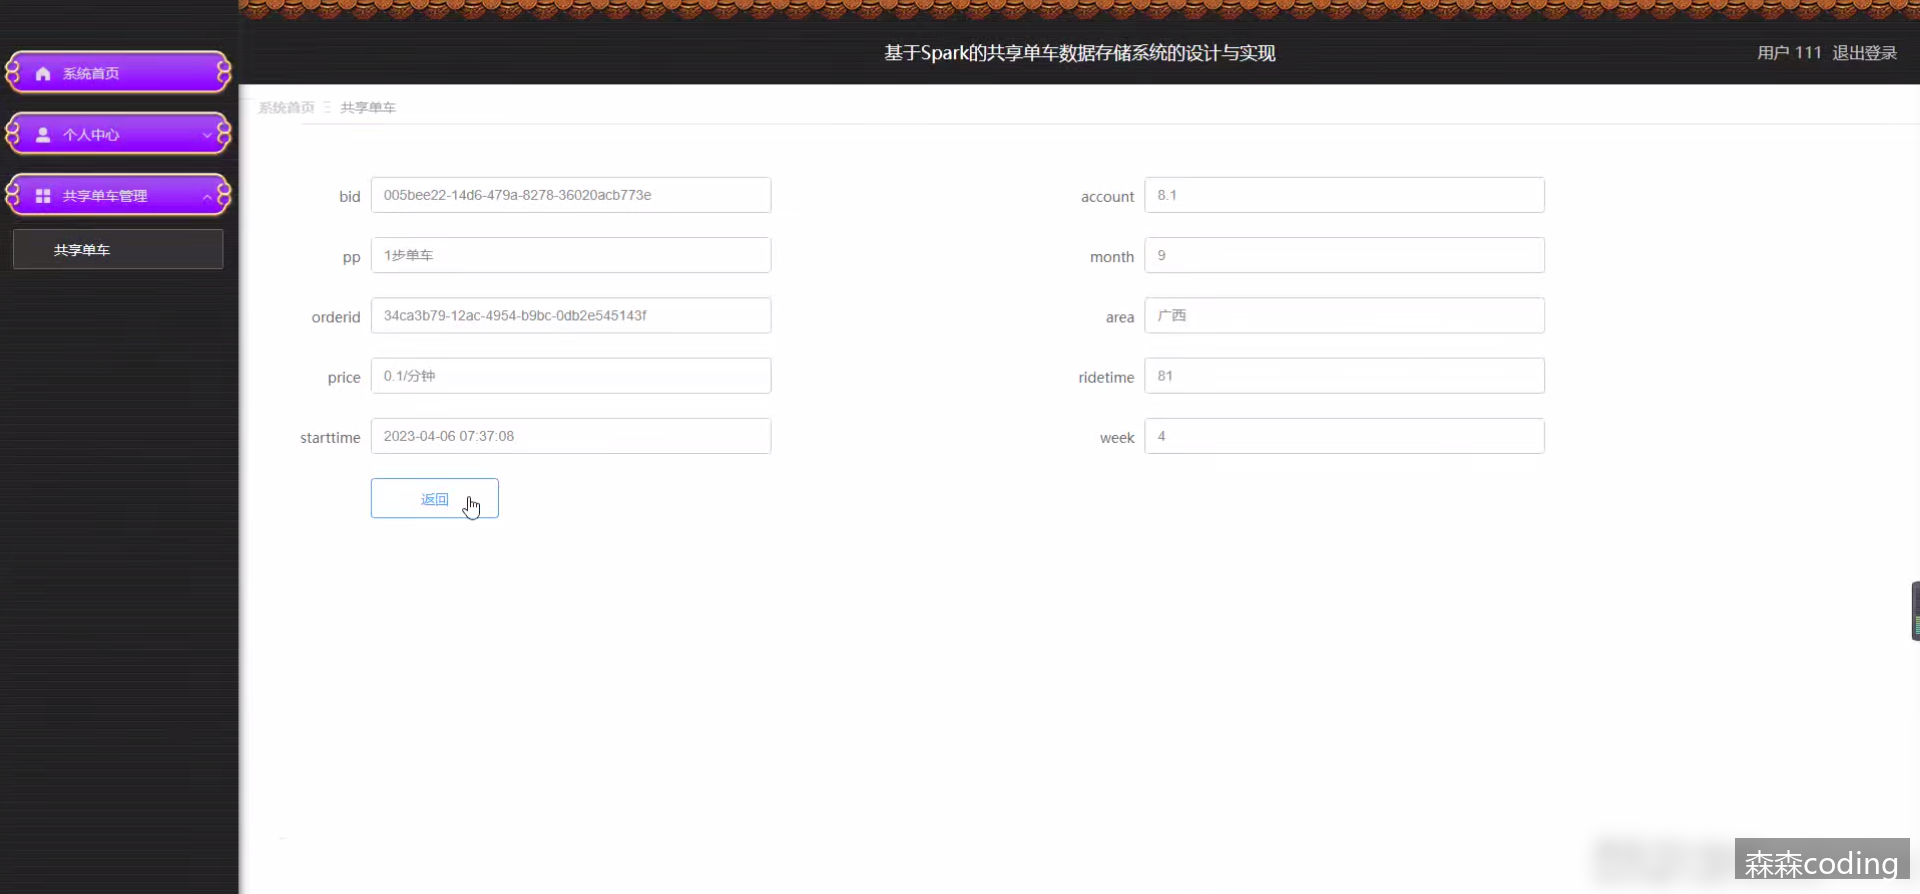 基于Spark的共享单车数据存储系统的设计与实现
用户 111 退出登录
系统首页
个人中心
共享单车管理
共享单车
系统首页 共享单车
bid 005bee22-14d6-479a-8278-36020acb773e
account 8.1
pp 1步单车
month 9
orderid 34ca3b79-12ac-4954-b9bc-0db2e545143f
area 广西
price 0.1/分钟
ridetime 81
starttime 2023-04-06 07:37:08
week 4
返回
森森coding